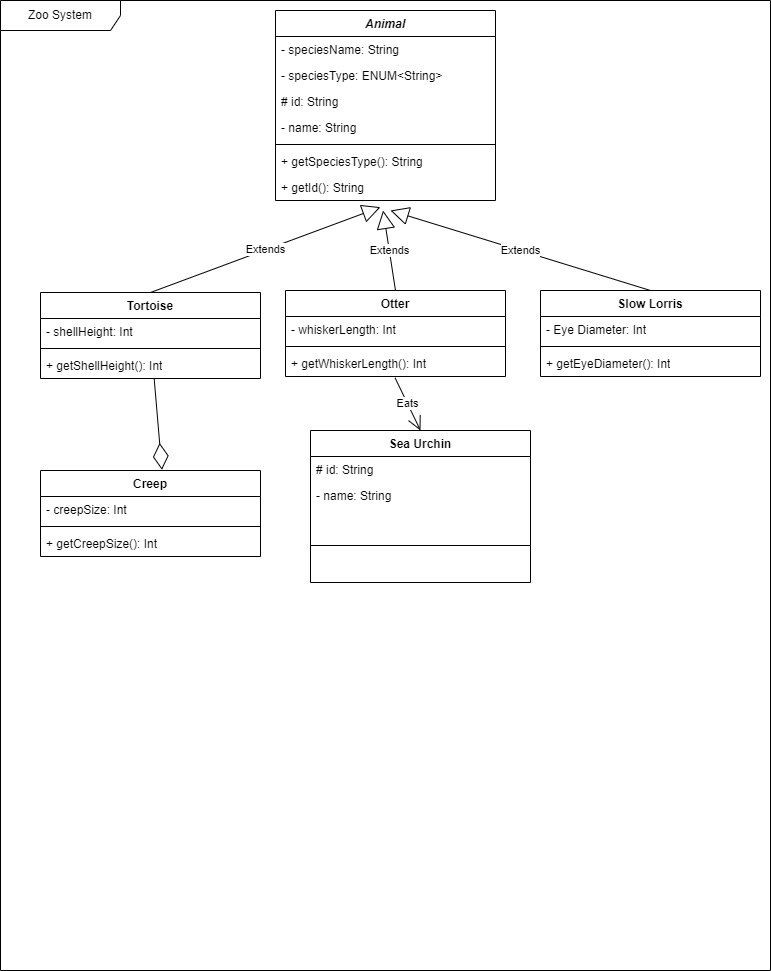 Zoo System
Animal
- speciesName: String
- speciesType: ENUM<String>
# id: String
- name: String
+ getSpeciesType(): String
+ getId(): String
Extends
Extends
Extends
Tortoise
- shellHeight: Int
+ getShellHeight(): Int
Otter
- whiskerLength: Int
+ getWhiskerLength(): Int
Slow Lorris
- Eye Diameter: Int
+ getEyeDiameter(): Int
Eats
Sea Urchin
# id: String
- name: String
Creep
- creepSize: Int
+ getCreepSize(): Int